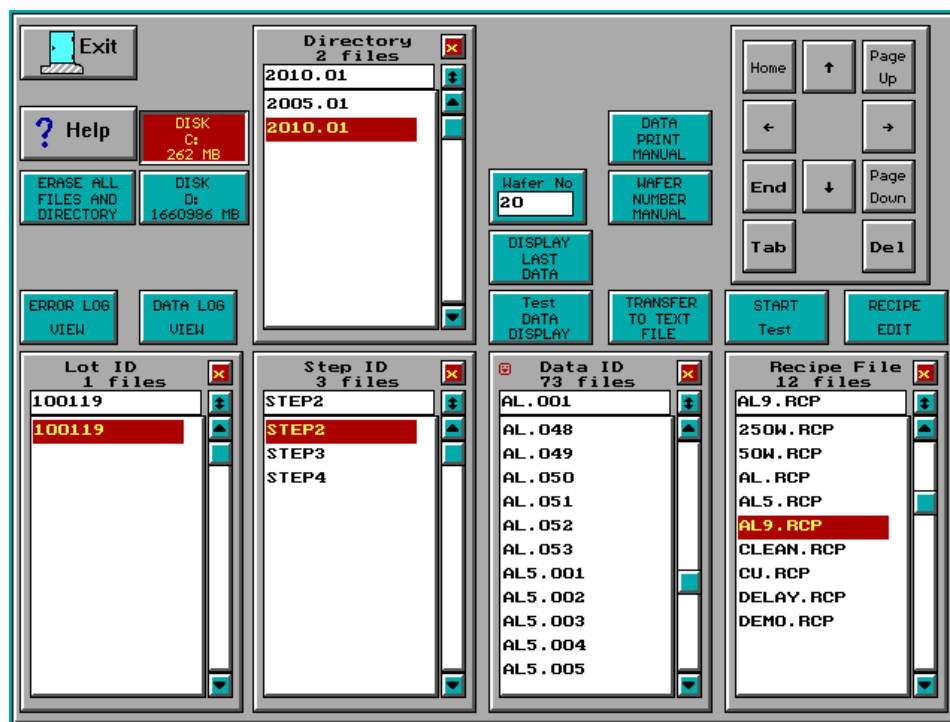 Exit
? Help
DISK
C:
262 MB
ERASE ALL
FILES AND
DIRECTORY
DISK
D:
1660986 MB
ERROR LOG
VIEW
DATA LOG
VIEW
Directory
2 files
2010.01
2005.01
2010.01
Wafer No
20
DISPLAY
LAST
DATA
Test
DATA
DISPLAY
DATA
PRINT
MANUAL
WAFER
NUMBER
MANUAL
TRANSFER
TO TEXT
FILE
Home
↑
Page
Up
←
→
End
↓
Page
Down
Tab
Del
START
Test
RECIPE
EDIT
Lot ID
1 files
100119
100119
Step ID
3 files
STEP2
STEP2
STEP3
STEP4
Data ID
73 files
AL.001
AL.048
AL.049
AL.050
AL.051
AL.052
AL.053
AL5.001
AL5.002
AL5.003
AL5.004
AL5.005
Recipe File
12 files
AL9.RCP
250W.RCP
50W.RCP
AL.RCP
AL5.RCP
AL9.RCP
CLEAN.RCP
CU.RCP
DELAY.RCP
DEMO.RCP